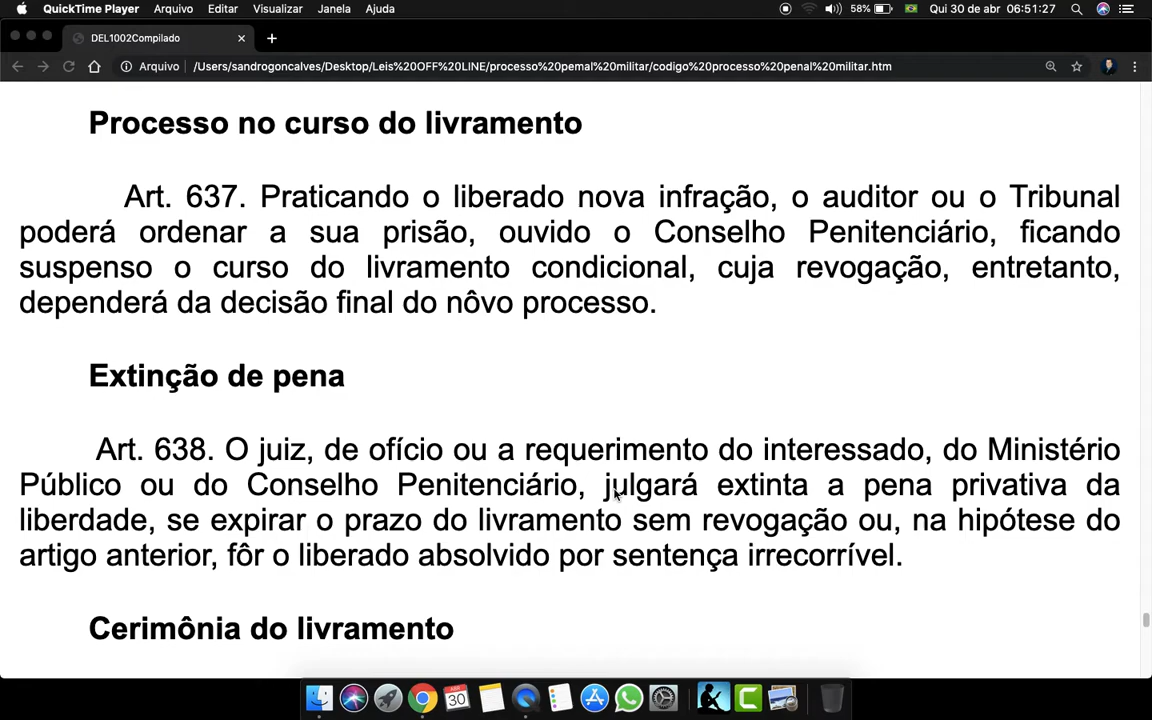 QuickTime Player Arquivo Editar Visualizar Janela Ajuda 58% Qui 30 de abr 06:51:27
DEL1002Compilado
Arquivo /Users/sandrogoncalves/Desktop/Leis%20OFF%20LINE/processo%20pemal%20militar/codigo%20processo%20penal%20militar.htm
Processo no curso do livramento
Art. 637. Praticando o liberado nova infração, o auditor ou o Tribunal
poderá ordenar a sua prisão, ouvido o Conselho Penitenciário, ficando
suspenso o curso do livramento condicional, cuja revogação, entretanto,
dependerá da decisão final do nôvo processo.
Extinção de pena
Art. 638. O juiz, de ofício ou a requerimento do interessado, do Ministério
Público ou do Conselho Penitenciário, julgará extinta a pena privativa da
liberdade, se expirar o prazo do livramento sem revogação ou, na hipótese do
artigo anterior, fôr o liberado absolvido por sentença irrecorrível.
Cerimônia do livramento
ABR
30